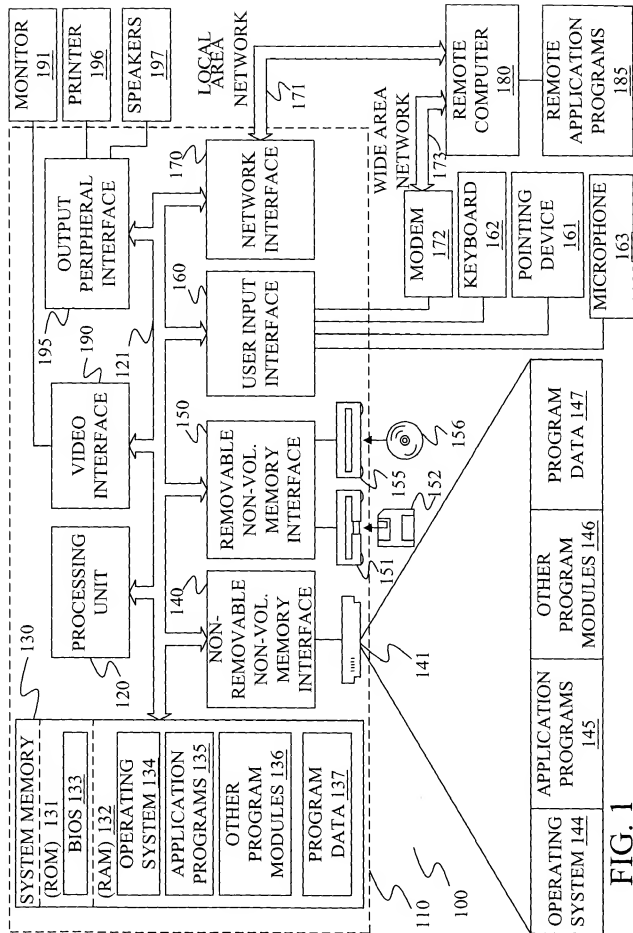 SYSTEM MEMORY
(ROM) 131
BIOS 133
(RAM) 132
OPERATING
SYSTEM 134
APPLICATION
PROGRAMS 135
OTHER
PROGRAM
MODULES 136
PROGRAM
DATA 137
130
PROCESSING
UNIT
120
VIDEO
INTERFACE
190
121
OUTPUT
PERIPHERAL
INTERFACE
195
MONITOR
191
PRINTER
196
SPEAKERS
197
NON-
REMOVABLE
NON-VOL.
MEMORY
INTERFACE
140
REMOVABLE
NON-VOL.
MEMORY
INTERFACE
150
USER INPUT
INTERFACE
160
NETWORK
INTERFACE
170
LOCAL
AREA
NETWORK
171
141
151
152
155
156
110
100
WIDE AREA
NETWORK
173
MODEM
172
KEYBOARD
162
POINTING
DEVICE
161
MICROPHONE
163
REMOTE
COMPUTER
180
REMOTE
APPLICATION
PROGRAMS
185
OPERATING
SYSTEM 144
APPLICATION
PROGRAMS
145
OTHER
PROGRAM
MODULES 146
PROGRAM
DATA 147
FIG. 1